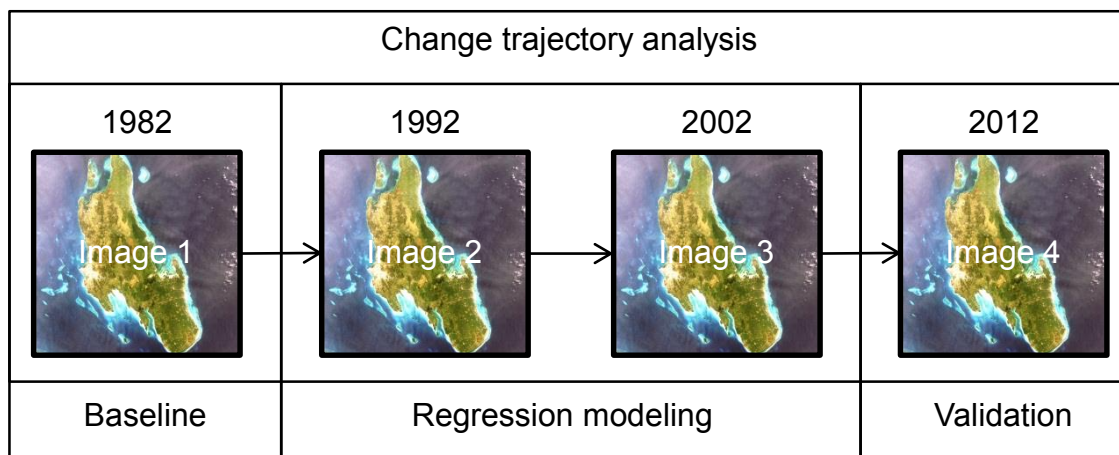 Change trajectory analysis
1982 1992 2002 2012
Image 1 Image 2 Image 3 Image 4
Baseline Regression modeling Validation